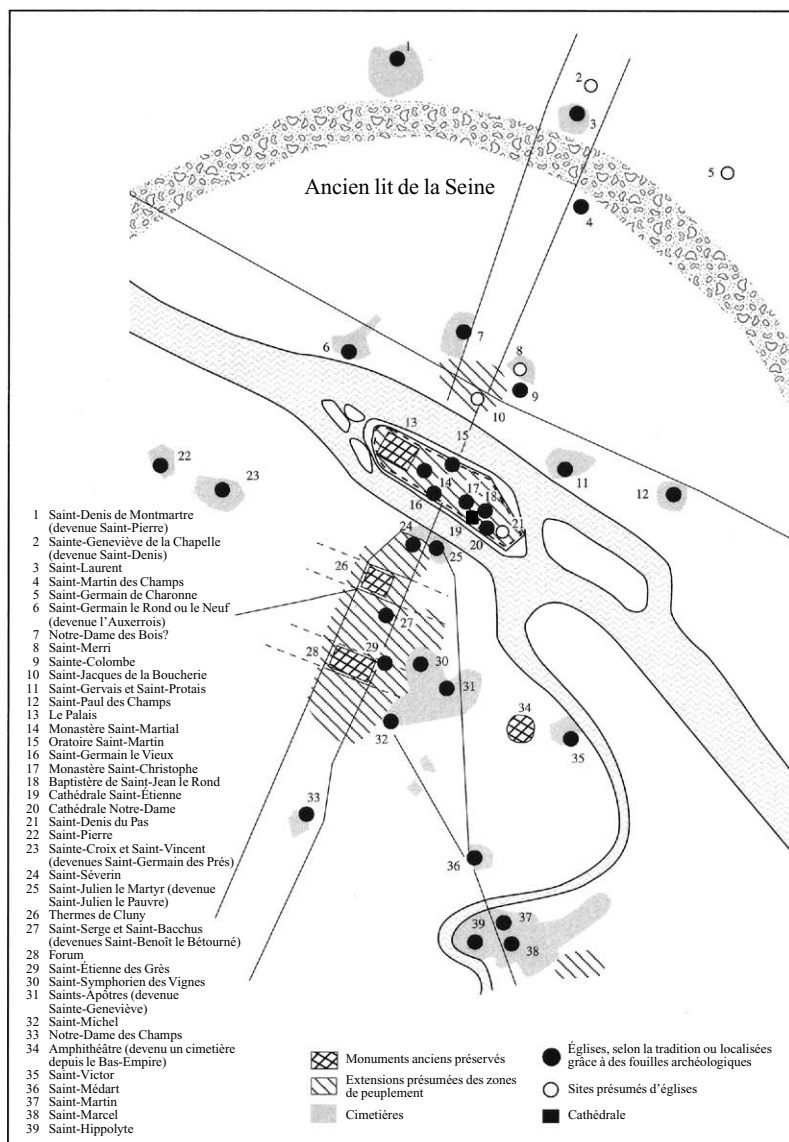 1
2
3
Ancien lit de la Seine
5
4
7
6
8
9
10
13
15
22
23
14
17
18
11
12
16
19
20
21
24
25
26
27
28
29
30
31
34
32
35
33
36
37
39
38
1 Saint-Denis de Montmartre
(devenue Saint-Pierre)
2 Sainte-Geneviève de la Chapelle
(devenue Saint-Denis)
3 Saint-Laurent
4 Saint-Martin des Champs
5 Saint-Germain de Charonne
6 Saint-Germain le Rond ou le Neuf
(devenue l’Auxerrois)
7 Notre-Dame des Bois?
8 Saint-Merri
9 Sainte-Colombe
10 Saint-Jacques de la Boucherie
11 Saint-Gervais et Saint-Protais
12 Saint-Paul des Champs
13 Le Palais
14 Monastère Saint-Martial
15 Oratoire Saint-Martin
16 Saint-Germain le Vieux
17 Monastère Saint-Christophe
18 Baptistère de Saint-Jean le Rond
19 Cathédrale Saint-Étienne
20 Cathédrale Notre-Dame
21 Saint-Denis du Pas
22 Saint-Pierre
23 Sainte-Croix et Saint-Vincent
(devenues Saint-Germain des Prés)
24 Saint-Séverin
25 Saint-Julien le Martyr (devenue
Saint-Julien le Pauvre)
26 Thermes de Cluny
27 Saint-Serge et Saint-Bacchus
(devenues Saint-Benoît le Bétourné)
28 Forum
29 Saint-Étienne des Grès
30 Saint-Symphorien des Vignes
31 Saints-Apôtres (devenue
Sainte-Geneviève)
32 Saint-Michel
33 Notre-Dame des Champs
34 Amphithéâtre (devenu un cimetière
depuis le Bas-Empire)
35 Saint-Victor
36 Saint-Médart
37 Saint-Martin
38 Saint-Marcel
39 Saint-Hippolyte
Monuments anciens préservés
Extensions présumées des zones
de peuplement
Cimetières
Églises, selon la tradition ou localisées
grâce à des fouilles archéologiques
Sites présumés d’églises
Cathédrale